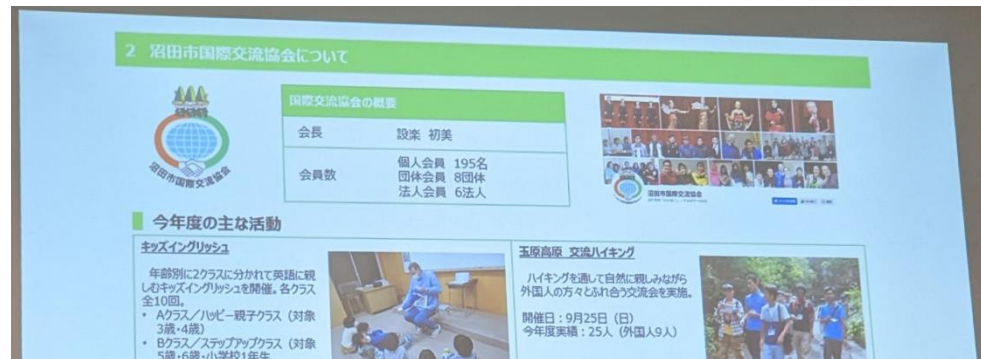 2 沼田市国際交流協会について
沼田市国際交流協会
国際交流協会の概要
会長 設楽 初美
会員数 個人会員 195名
団体会員 8団体
法人会員 6法人
沼田市国際交流協会
今年度の主な活動
キッズイングリッシュ
年齢別に2クラスに分かれて英語に親
しむキッズイングリッシュを開催。各クラス
全10回。
・ Aクラス/ハッピー親子クラス（対象
3歳・4歳）
・ Bクラス/ステップアップクラス（対象
5歳・6歳・小学校1年生
玉原高原 交流ハイキング
ハイキングを通して自然に親しみながら
外国人の方々とふれ合う交流会を実施。
開催日：9月25日（日）
今年度実績：25人（外国人9人）